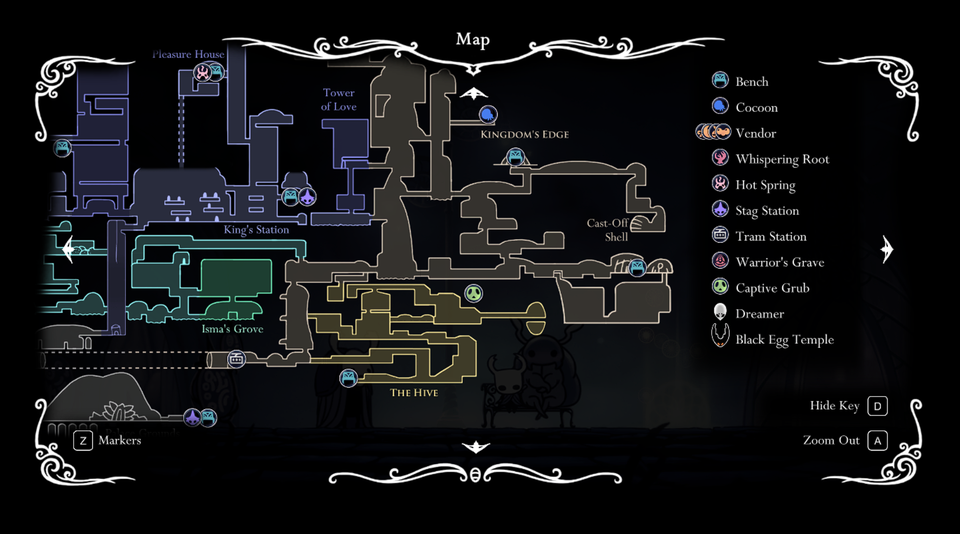 Map
Pleasure House
Tower
of Love
KINGDOM'S EDGE
Cast-Off
Shell
King's Station
Isma's Grove
THE HIVE
Bench
Cocoon
Vendor
Whispering Root
Hot Spring
Stag Station
Tram Station
Warrior's Grave
Captive Grub
Dreamer
Black Egg Temple
Hide Key D
Z Markers
Zoom Out A